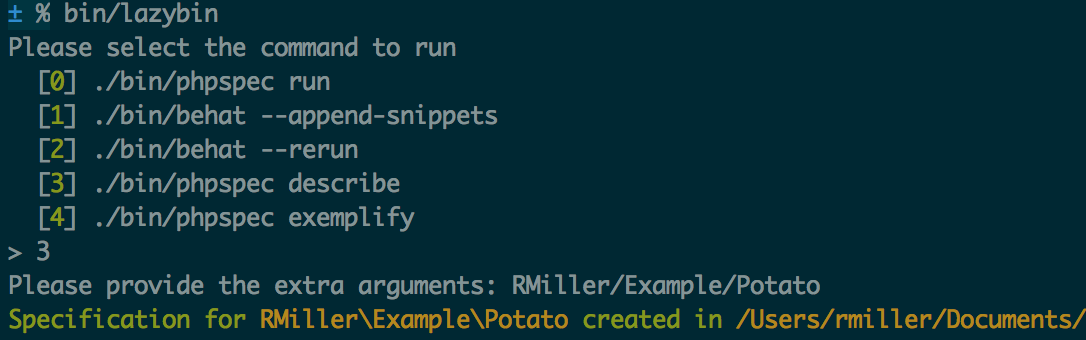 ± % bin/lazybin
Please select the command to run
[0] ./bin/phpspec run
[1] ./bin/behat --append-snippets
[2] ./bin/behat --rerun
[3] ./bin/phpspec describe
[4] ./bin/phpspec exemplify
> 3
Please provide the extra arguments: RMiller/Example/Potato
Specification for RMiller\Example\Potato created in /Users/rmiller/Documents/